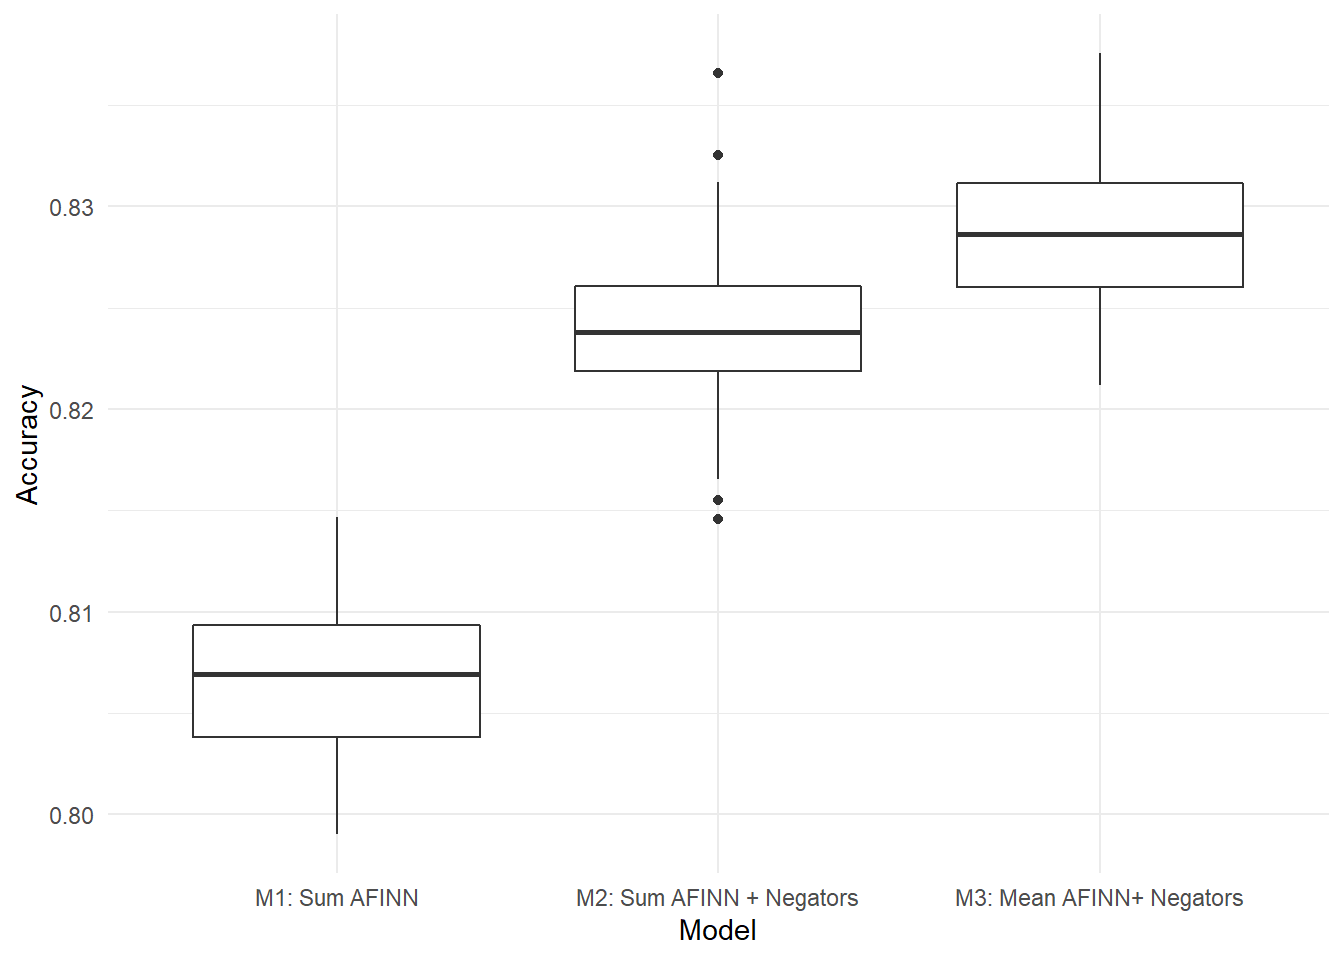 Accuracy
0.83
0.82
0.81
0.80
M1: Sum AFINN
M2: Sum AFINN + Negators
M3: Mean AFINN+ Negators
Model